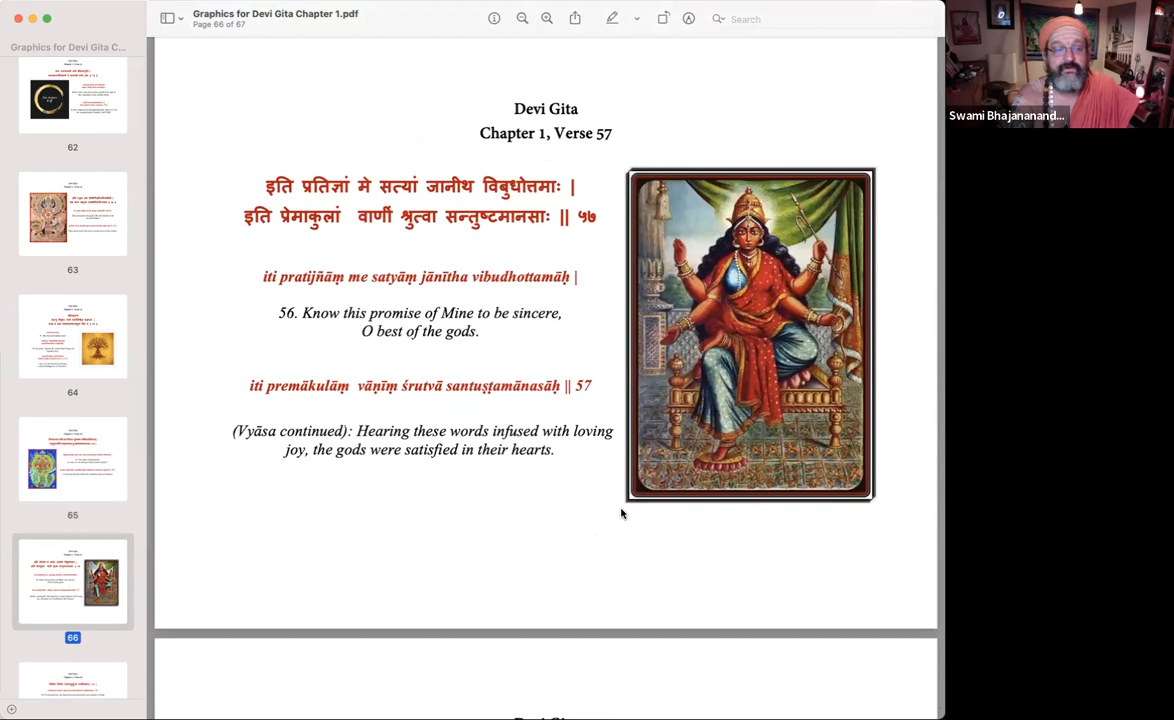 Graphics for Devi Gita Chapter 1.pdf
Page 66 of 67
Search
Graphics for Devi Gita C...
62
63
64
65
66
Devi Gita
Chapter 1, Verse 57
इति प्रतिज्ञां मे सत्यां जानीथ विबुधोत्तमाः |
इति प्रेमाकुलां वाणीं श्रुत्वा सन्तुष्टमानसाः || ५७
iti pratijñāṃ me satyāṃ jānītha vibudhottamāḥ |
56. Know this promise of Mine to be sincere,
O best of the gods.
iti premākulāṃ vāṇīṃ śrutvā santuṣṭamānasāḥ || 57
(Vyāsa continued): Hearing these words infused with loving
joy, the gods were satisfied in their hearts.
Swami Bhajananand...